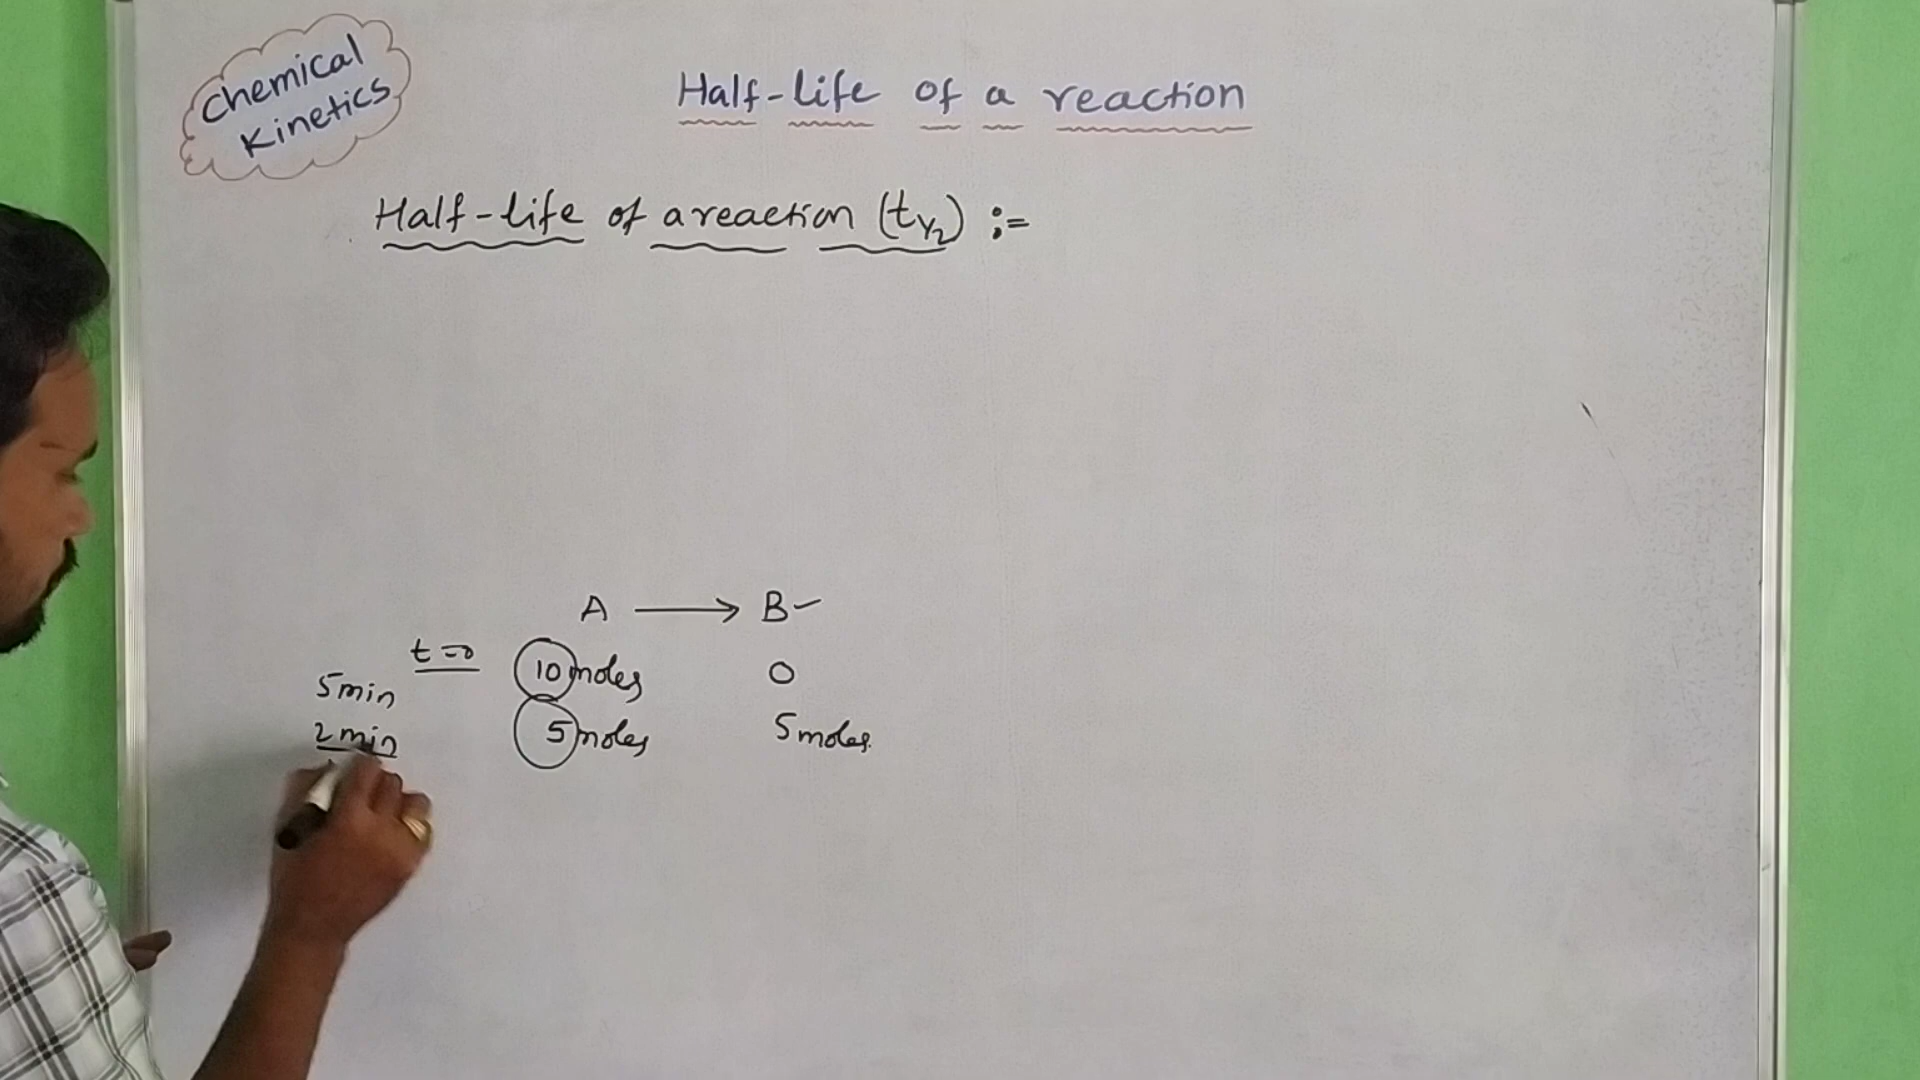 Chemical
Kinetics
Half-life of a reaction
Half-life of a reaction (t1/2) :=
A ⟶ B
t=0 10 moles 0
5min
2min 5 moles 5 moles.